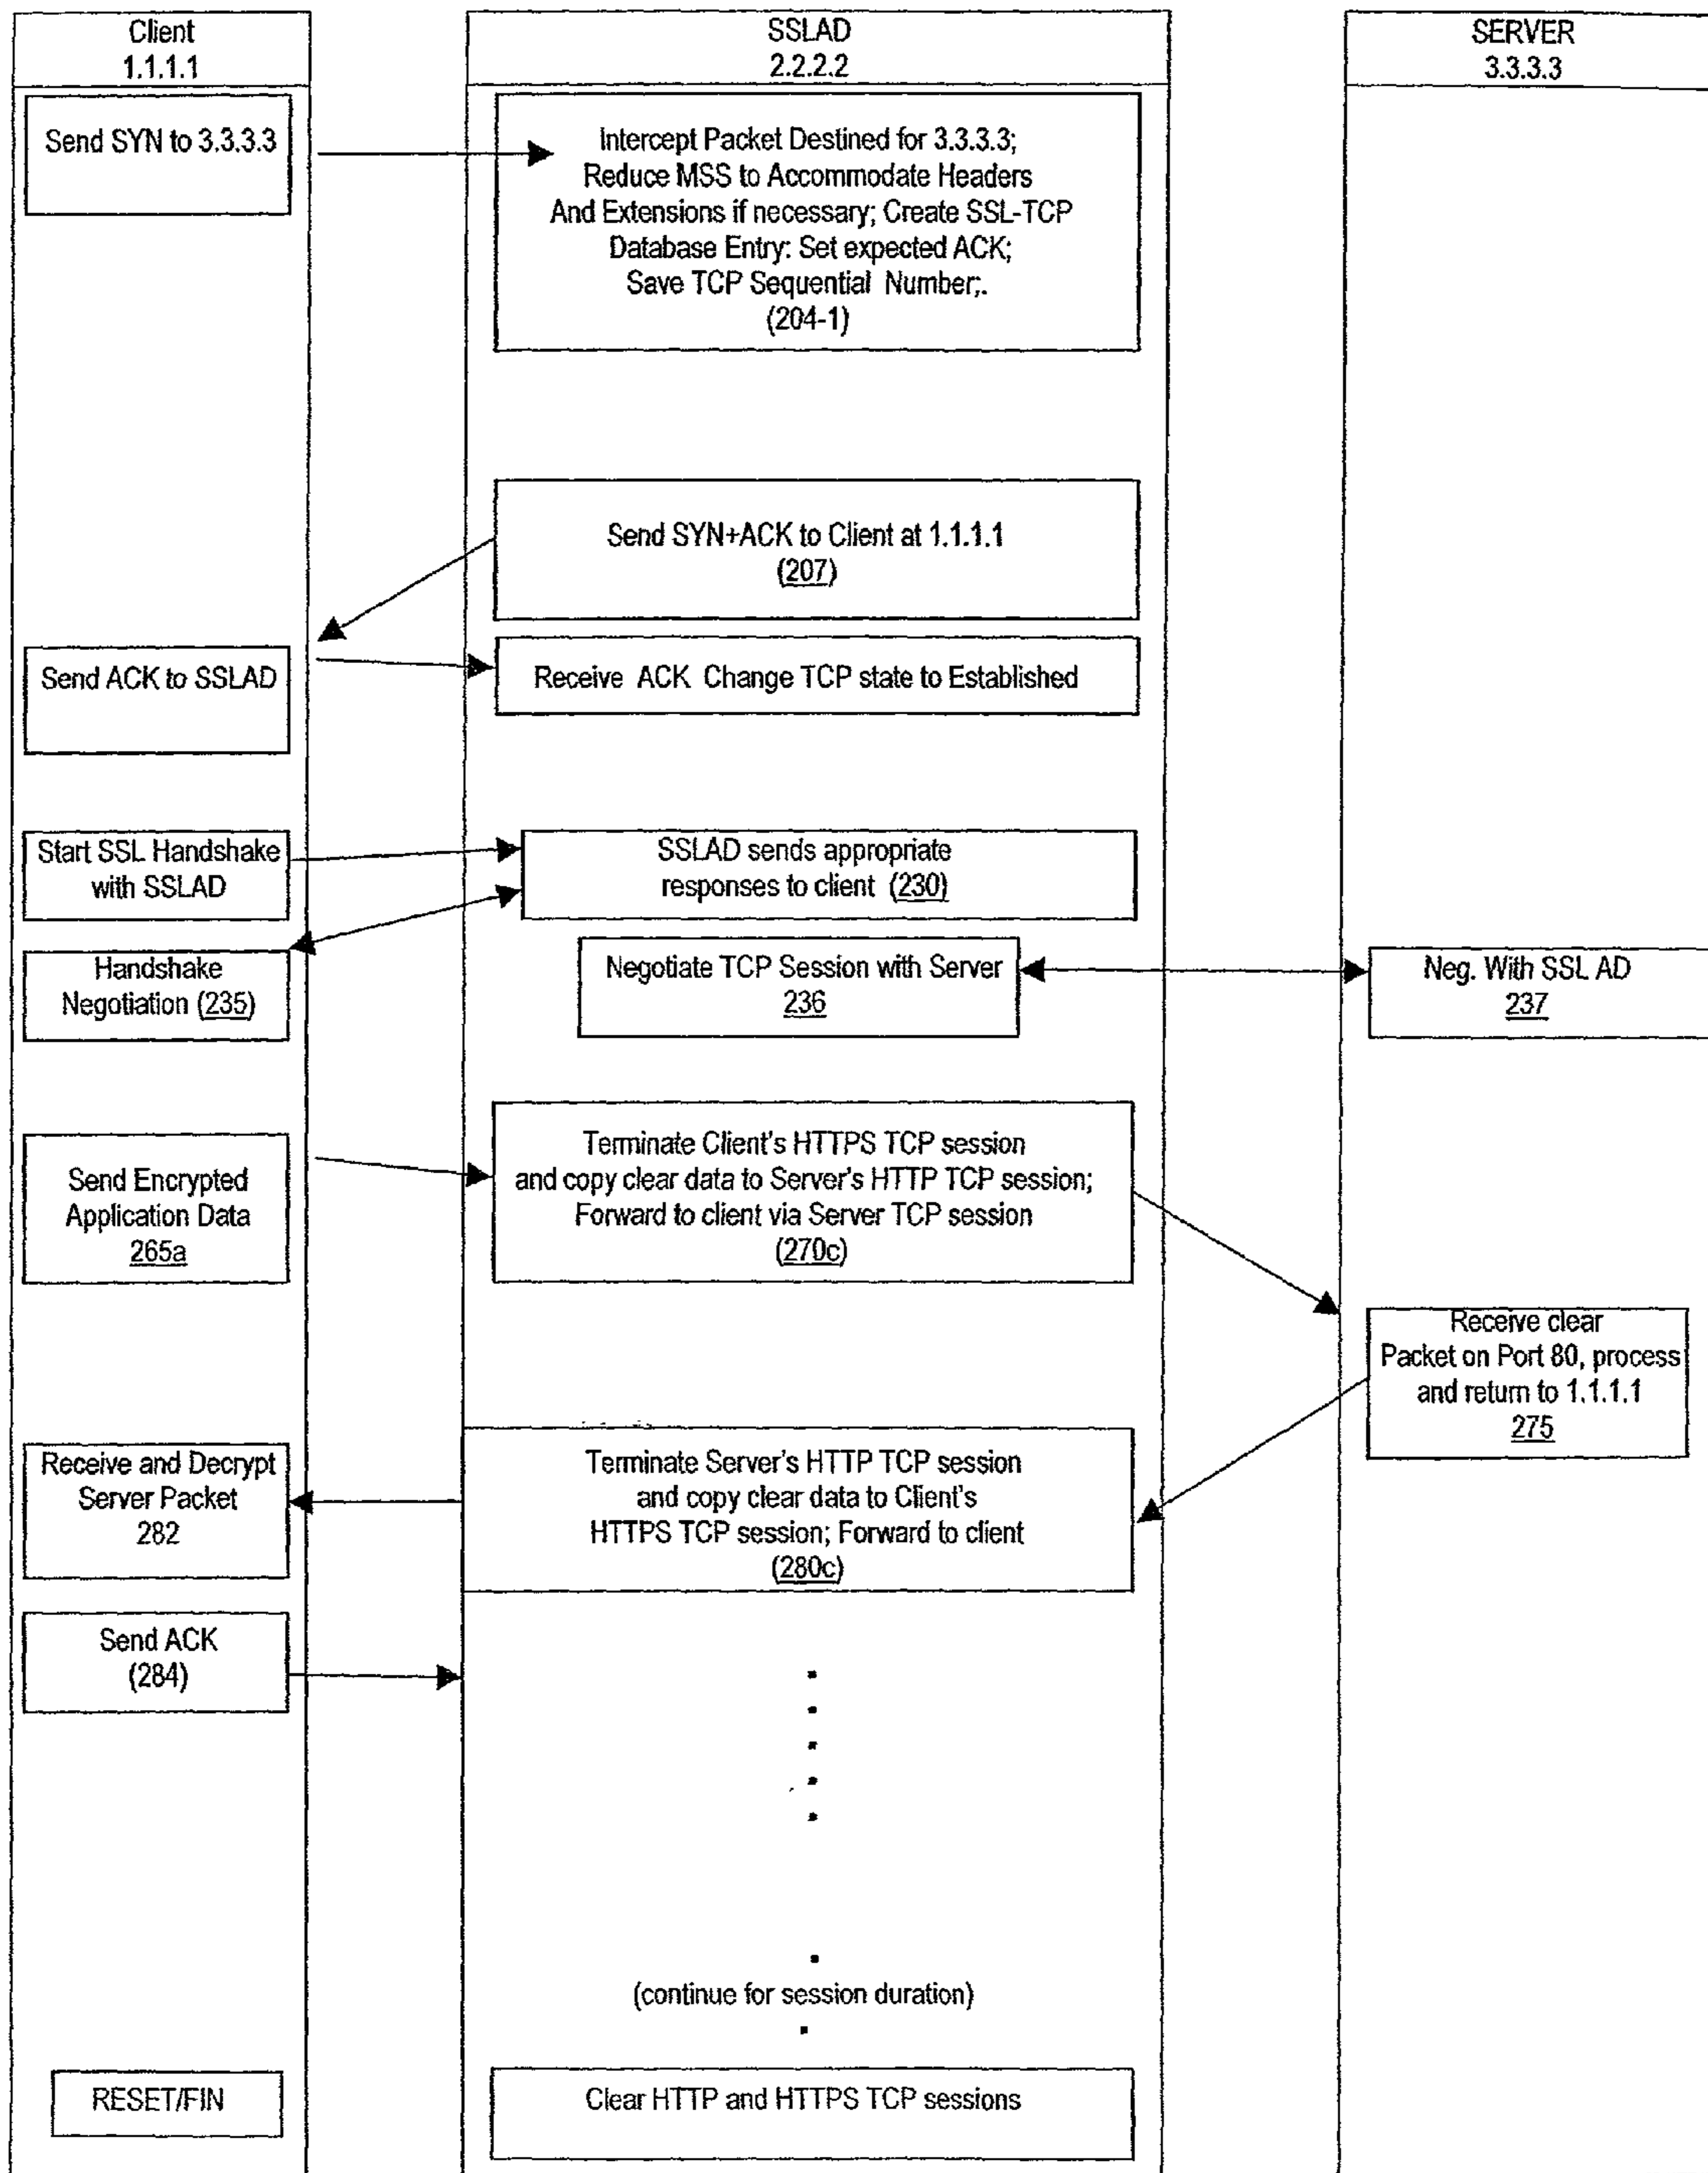 Client
1.1.1.1
SSLAD
2.2.2.2
SERVER
3.3.3.3
Send SYN to 3.3.3.3
Intercept Packet Destined for 3.3.3.3;
Reduce MSS to Accommodate Headers
And Extensions if necessary; Create SSL-TCP
Database Entry: Set expected ACK;
Save TCP Sequential Number;.
(204-1)
Send SYN+ACK to Client at 1.1.1.1
(207)
Send ACK to SSLAD
Receive ACK Change TCP state to Established
Start SSL Handshake
with SSLAD
SSLAD sends appropriate
responses to client (230)
Handshake
Negotiation (235)
Negotiate TCP Session with Server
236
Neg. With SSL AD
237
Send Encrypted
Application Data
265a
Terminate Client's HTTPS TCP session
and copy clear data to Server's HTTP TCP session;
Forward to client via Server TCP session
(270c)
Receive clear
Packet on Port 80, process
and return to 1.1.1.1
275
Receive and Decrypt
Server Packet
282
Terminate Server's HTTP TCP session
and copy clear data to Client's
HTTPS TCP session; Forward to client
(280c)
Send ACK
(284)
(continue for session duration)
RESET/FIN
Clear HTTP and HTTPS TCP sessions